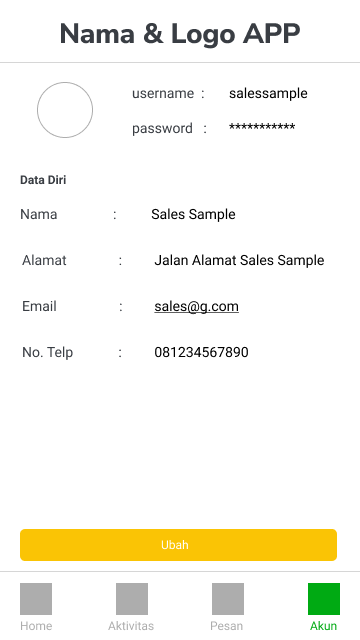 Nama & Logo APP
username : salessample
password : ***********
Data Diri
Nama : Sales Sample
Alamat : Jalan Alamat Sales Sample
Email : sales@g.com
No. Telp : 081234567890
Ubah
Home Aktivitas Pesan Akun